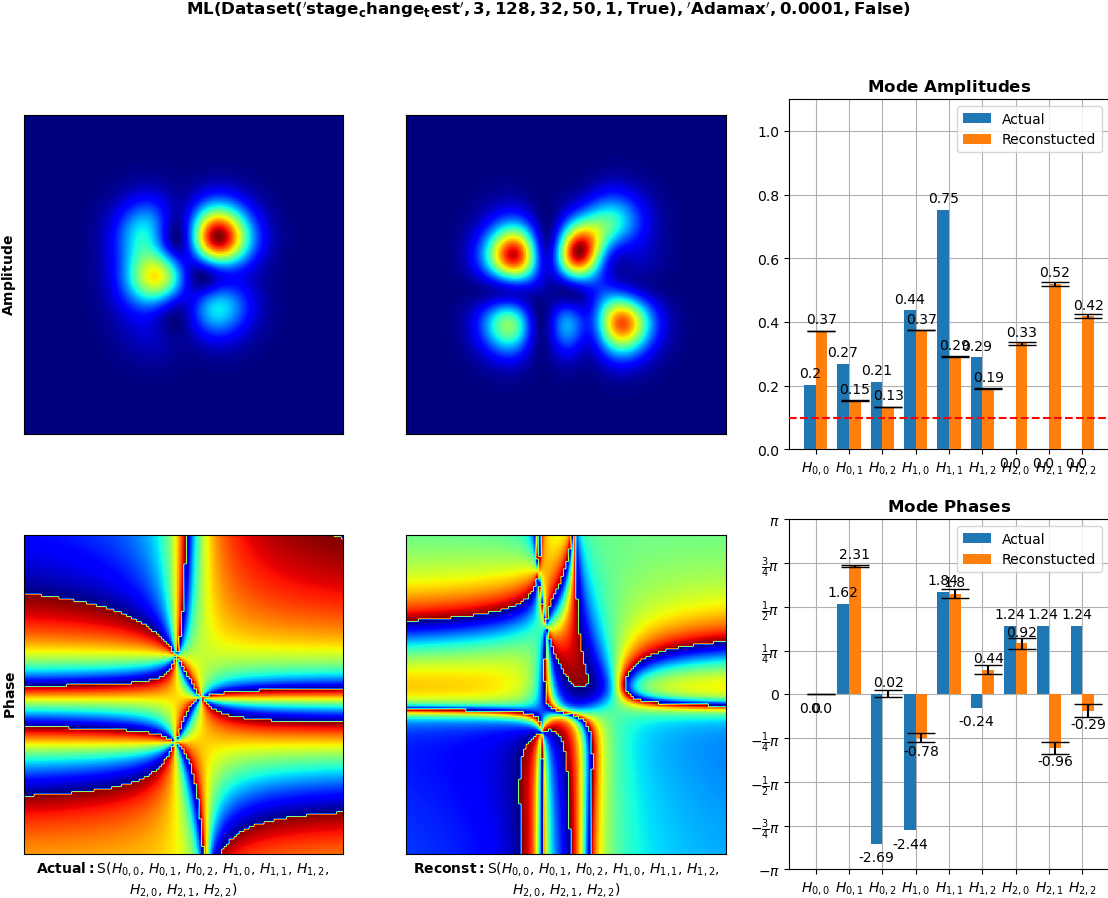 ML(Dataset('stage_change_test', 3, 128, 32, 50, 1, True), 'Adamax', 0.0001, False)
Amplitude
Mode Amplitudes
Actual
Reconstucted
1.0
0.8
0.6
0.4
0.2
0.0
0.2
0.37
0.27
0.15
0.21
0.13
0.44
0.37
0.75
0.29
0.29
0.19
0.0
0.33
0.0
0.52
0.0
0.42
H0,0 H0,1 H0,2 H1,0 H1,1 H1,2 H2,0 H2,1 H2,2
Phase
Actual: S(H0,0, H0,1, H0,2, H1,0, H1,1, H1,2,
H2,0, H2,1, H2,2)
Reconst: S(H0,0, H0,1, H0,2, H1,0, H1,1, H1,2,
H2,0, H2,1, H2,2)
Mode Phases
Actual
Reconstucted
π
3/4π
1/2π
1/4π
0
−1/4π
−1/2π
−3/4π
−π
0.0
0.0
1.62
2.31
-2.69
0.02
-2.44
-0.78
1.84
1.8
-0.24
0.44
1.24
0.92
1.24
-0.96
1.24
-0.29
H0,0 H0,1 H0,2 H1,0 H1,1 H1,2 H2,0 H2,1 H2,2